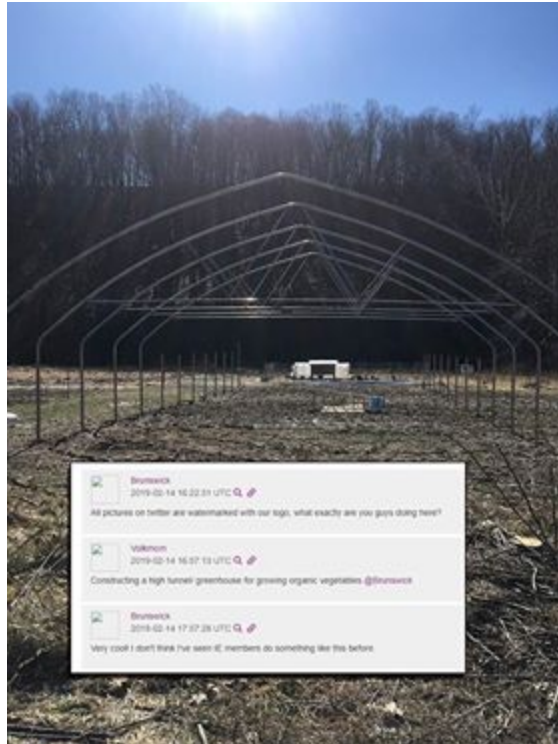 Brunswick
2019-02-14 16:22:51 UTC
All pictures on twitter are watermarked with our logo, what exactly are you guys doing here?
Volkmom
2019-02-14 16:57:13 UTC
Constructing a high tunnel greenhouse for growing organic vegetables @Brunswick
Brunswick
2019-02-14 17:07:28 UTC
Very cool! I don't think I've seen IE members do something like this before.